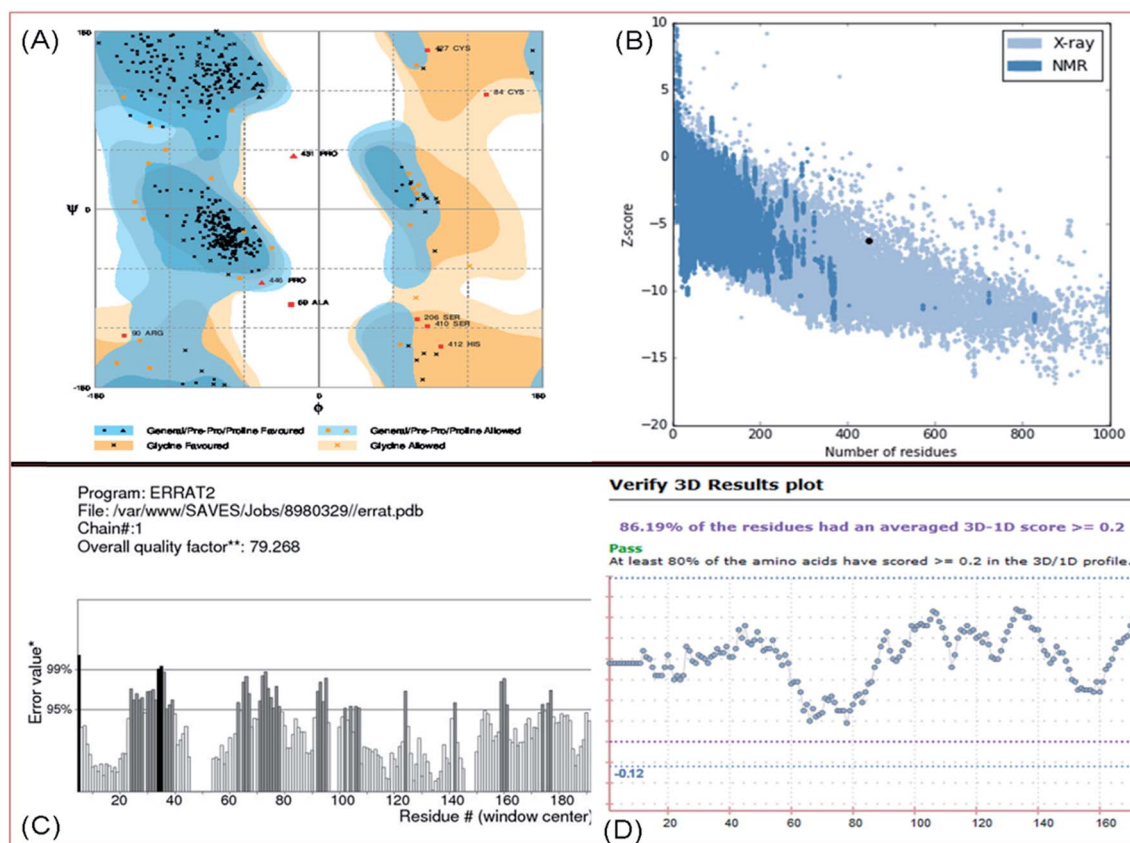 (A)
180
427 CYS
84 CYS
431 PRO
Ψ
0
446 PRO
69 ALA
206 SER
410 SER
90 ARG
412 HIS
-180
-180
0
180
ϕ
General/Pre-Pro/Proline Favoured
General/Pre-Pro/Proline Allowed
Glycine Favoured
Glycine Allowed
(B)
X-ray
NMR
10
5
0
−5
−10
−15
−20
Z-score
0
200
400
600
800
1000
Number of residues
Program: ERRAT2
File: /var/www/SAVES/Jobs/8980329//errat.pdb
Chain#:1
Overall quality factor**: 79.268
Error value*
99%
95%
20
40
60
80
100
120
140
160
180
Residue # (window center)
(C)
Verify 3D Results plot
86.19% of the residues had an averaged 3D-1D score >= 0.2
Pass
At least 80% of the amino acids have scored >= 0.2 in the 3D/1D profile.
-0.12
20
40
60
80
100
120
140
160
(D)